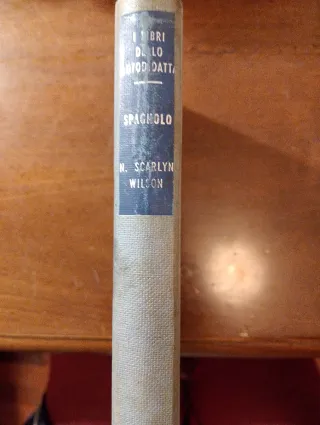 I LIBRI
DELLO
AUTODIDATTA
SPAGNOLO
N. SCARLYN
WILSON